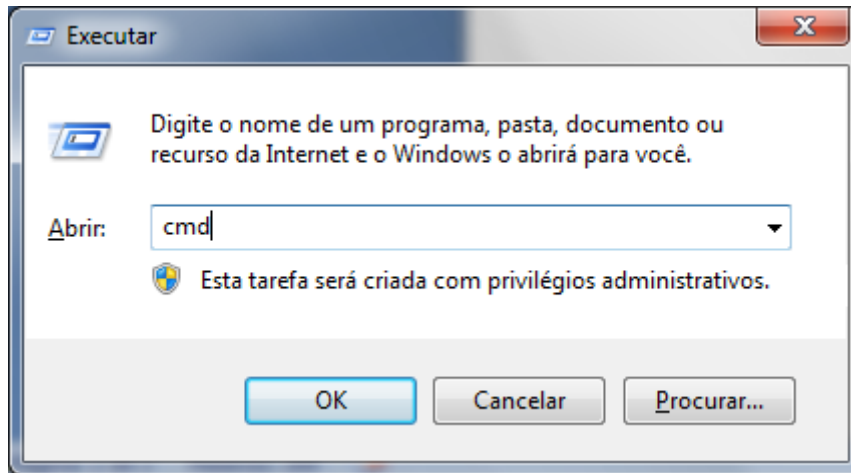 Executar
Digite o nome de um programa, pasta, documento ou
recurso da Internet e o Windows o abrirá para você.
Abrir:
cmd
Esta tarefa será criada com privilégios administrativos.
OK
Cancelar
Procurar...